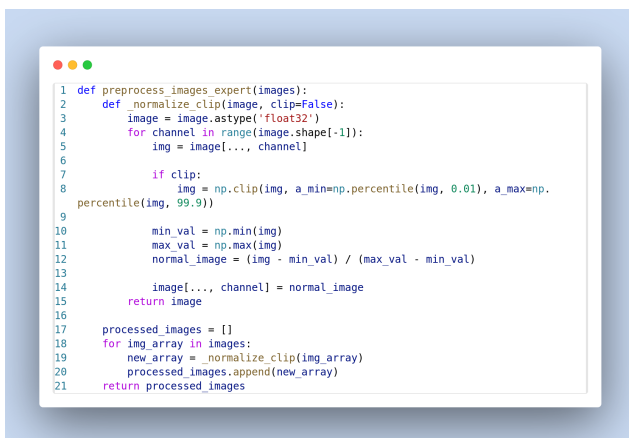 1 def preprocess_images_expert(images):
2     def _normalize_clip(image, clip=False):
3         image = image.astype('float32')
4         for channel in range(image.shape[-1]):
5             img = image[..., channel]
6
7             if clip:
8                 img = np.clip(img, a_min=np.percentile(img, 0.01), a_max=np.
percentile(img, 99.9))
9
10             min_val = np.min(img)
11             max_val = np.max(img)
12             normal_image = (img - min_val) / (max_val - min_val)
13
14             image[..., channel] = normal_image
15         return image
16
17     processed_images = []
18     for img_array in images:
19         new_array = _normalize_clip(img_array)
20         processed_images.append(new_array)
21     return processed_images